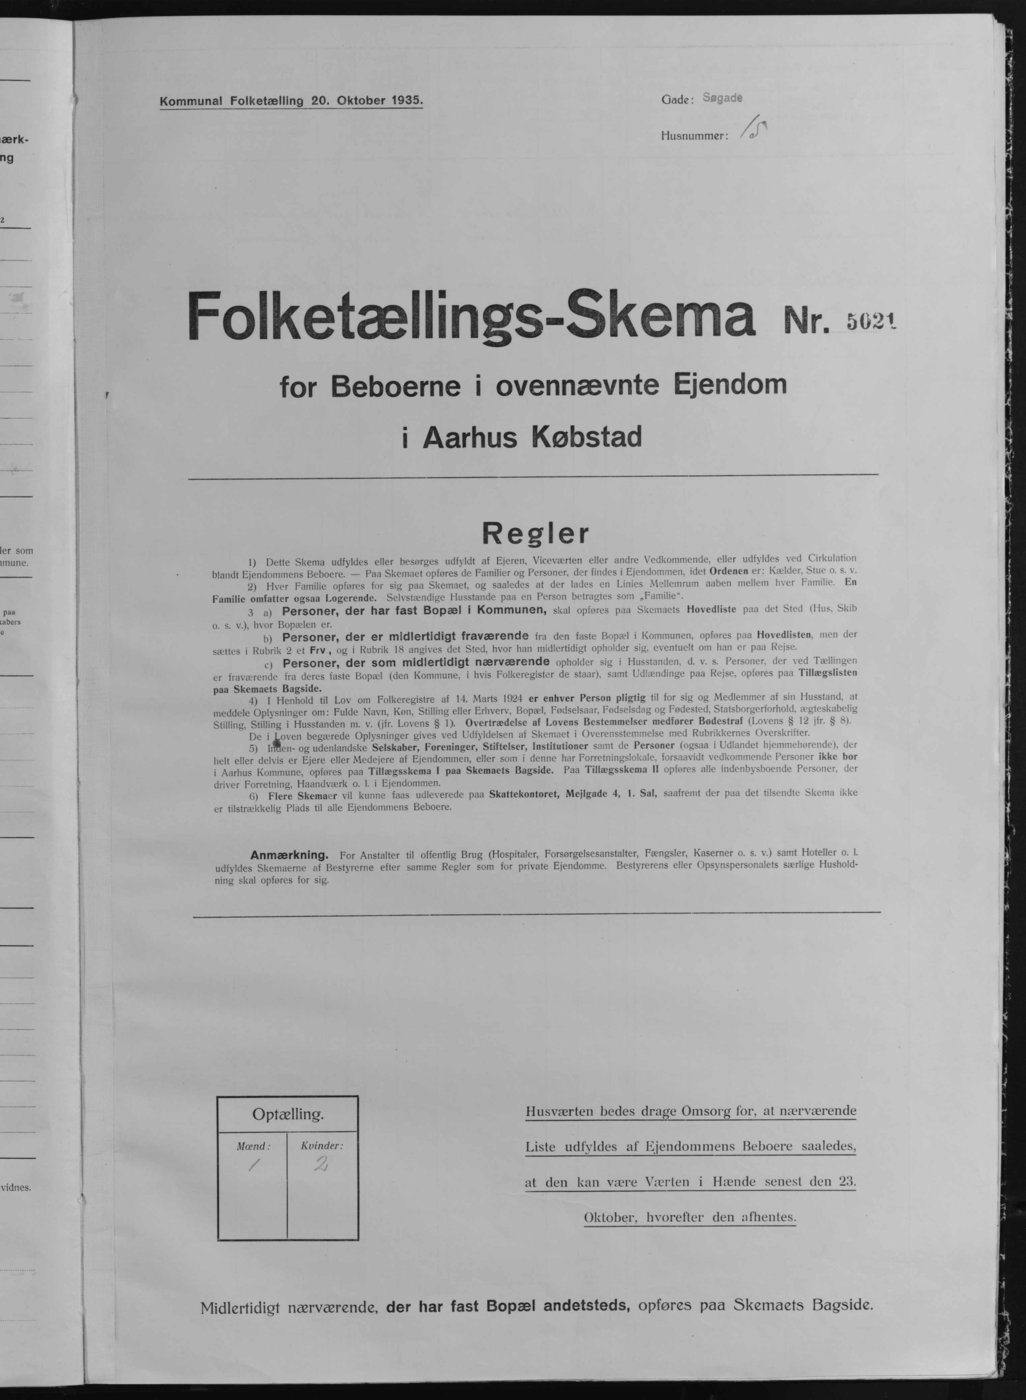 ærk-
ng
2
ler som
mmune.
paa
kabers
e
vidnes.
Kommunal Folketælling 20. Oktober 1935.
Gade: Søgade
Husnummer: 15
Folketællings-Skema Nr. 5621
for Beboerne i ovennævnte Ejendom
i Aarhus Købstad
Regler
1) Dette Skema udfyldes eller besørges udfyldt af Ejeren, Viceværten eller andre Vedkommende, eller udfyldes ved Cirkulation
blandt Ejendommens Beboere. — Paa Skemaet opføres de Familier og Personer, der findes i Ejendommen, idet Ordenen er: Kælder, Stue o. s. v.
2) Hver Familie opføres for sig paa Skemaet, og saaledes at der lades en Linies Mellemrum aaben mellem hver Familie. En
Familie omfatter ogsaa Logerende. Selvstændige Husstande paa en Person betragtes som „Familie“.
3 a) Personer, der har fast Bopæl i Kommunen, skal opføres paa Skemaets Hovedliste paa det Sted (Hus, Skib
o. s. v.), hvor Bopælen er.
b) Personer, der er midlertidigt fraværende fra den faste Bopæl i Kommunen, opføres paa Hovedlisten, men der
sættes i Rubrik 2 et Frv., og i Rubrik 18 angives det Sted, hvor han midlertidigt opholder sig, eventuelt om han er paa Rejse.
c) Personer, der som midlertidigt nærværende opholder sig i Husstanden, d. v. s. Personer, der ved Tællingen
er fraværende fra deres faste Bopæl (den Kommune, i hvis Folkeregister de staar), samt Udlændinge paa Rejse, opføres paa Tillægslisten
paa Skemaets Bagside.
4) I Henhold til Lov om Folkeregistre af 14. Marts 1924 er enhver Person pligtig til for sig og Medlemmer af sin Husstand, at
meddele Oplysninger om: Fulde Navn, Køn, Stilling eller Erhverv, Bopæl, Fødselsaar, Fødselsdag og Fødested, Statsborgerforhold, ægteskabelig
Stilling, Stilling i Husstanden m. v. (jfr. Lovens § 1). Overtrædelse af Lovens Bestemmelser medfører Bødestraf (Lovens § 12 jfr. § 8).
De i Loven begærede Oplysninger gives ved Udfyldelsen af Skemaet i Overensstemmelse med Rubrikkernes Overskrifter.
5) Inden- og udenlandske Selskaber, Foreninger, Stiftelser, Institutioner samt de Personer (ogsaa i Udlandet hjemmehørende), der
helt eller delvis er Ejere eller Medejere af Ejendommen, eller som i denne har Forretningslokale, forsaavidt vedkommende Personer ikke bor
i Aarhus Kommune, opføres paa Tillægsskema I paa Skemaets Bagside. Paa Tillægsskema II opføres alle indenbysboende Personer, der
driver Forretning, Haandværk o. l. i Ejendommen.
6) Flere Skemaer vil kunne faas udleverede paa Skattekontoret, Mejlgade 4, 1. Sal, saafremt der paa det tilsendte Skema ikke
er tilstrækkelig Plads til alle Ejendommens Beboere.
Anmærkning. For Anstalter til offentlig Brug (Hospitaler, Forsørgelsesanstalter, Fængsler, Kaserner o. s. v.) samt Hoteller o. l.
udfyldes Skemaerne af Bestyrerne efter samme Regler som for private Ejendomme. Bestyrerens eller Opsynspersonalets særlige Hushold-
ning skal opføres for sig.
Optælling.
Mænd: Kvinder:
1 2
Husværten bedes drage Omsorg for, at nærværende
Liste udfyldes af Ejendommens Beboere saaledes,
at den kan være Værten i Hænde senest den 23.
Oktober, hvorefter den afhentes.
Midlertidigt nærværende, der har fast Bopæl andetsteds, opføres paa Skemaets Bagside.